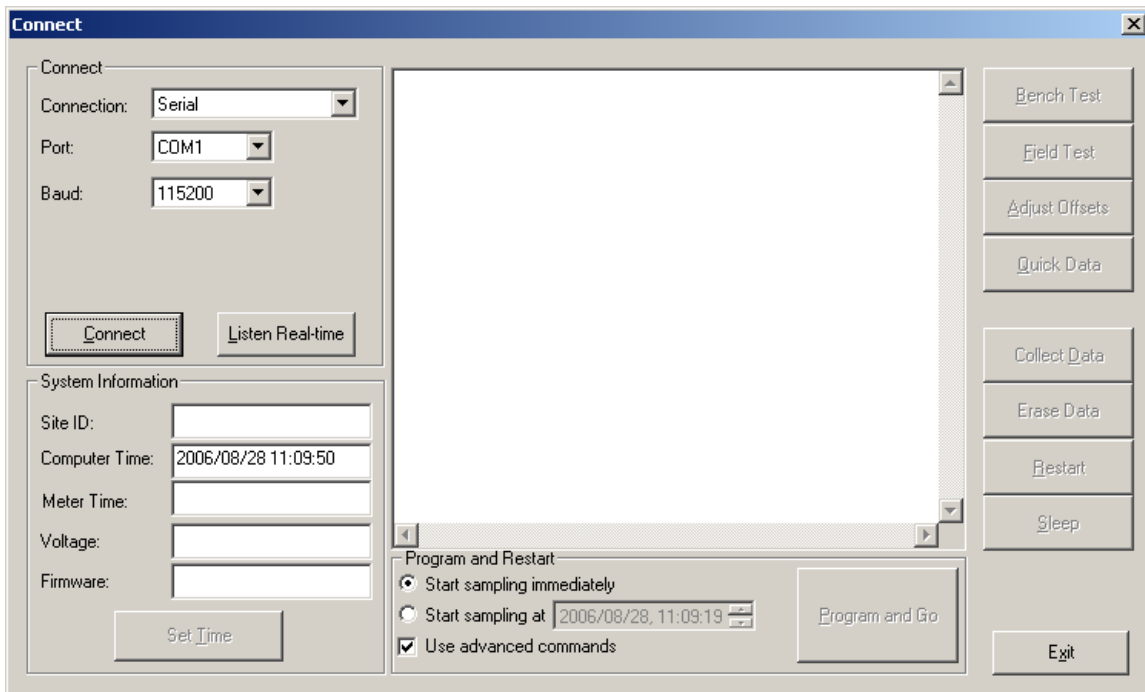 Connect
Connect
Connection: Serial
Port: COM1
Baud: 115200
Connect Listen Real-time
System Information
Site ID:
Computer Time: 2006/08/28 11:09:50
Meter Time:
Voltage:
Firmware:
Set Time
Program and Restart
Start sampling immediately
Start sampling at 2006/08/28, 11:09:19
Use advanced commands
Program and Go
Bench Test
Field Test
Adjust Offsets
Quick Data
Collect Data
Erase Data
Restart
Sleep
Exit